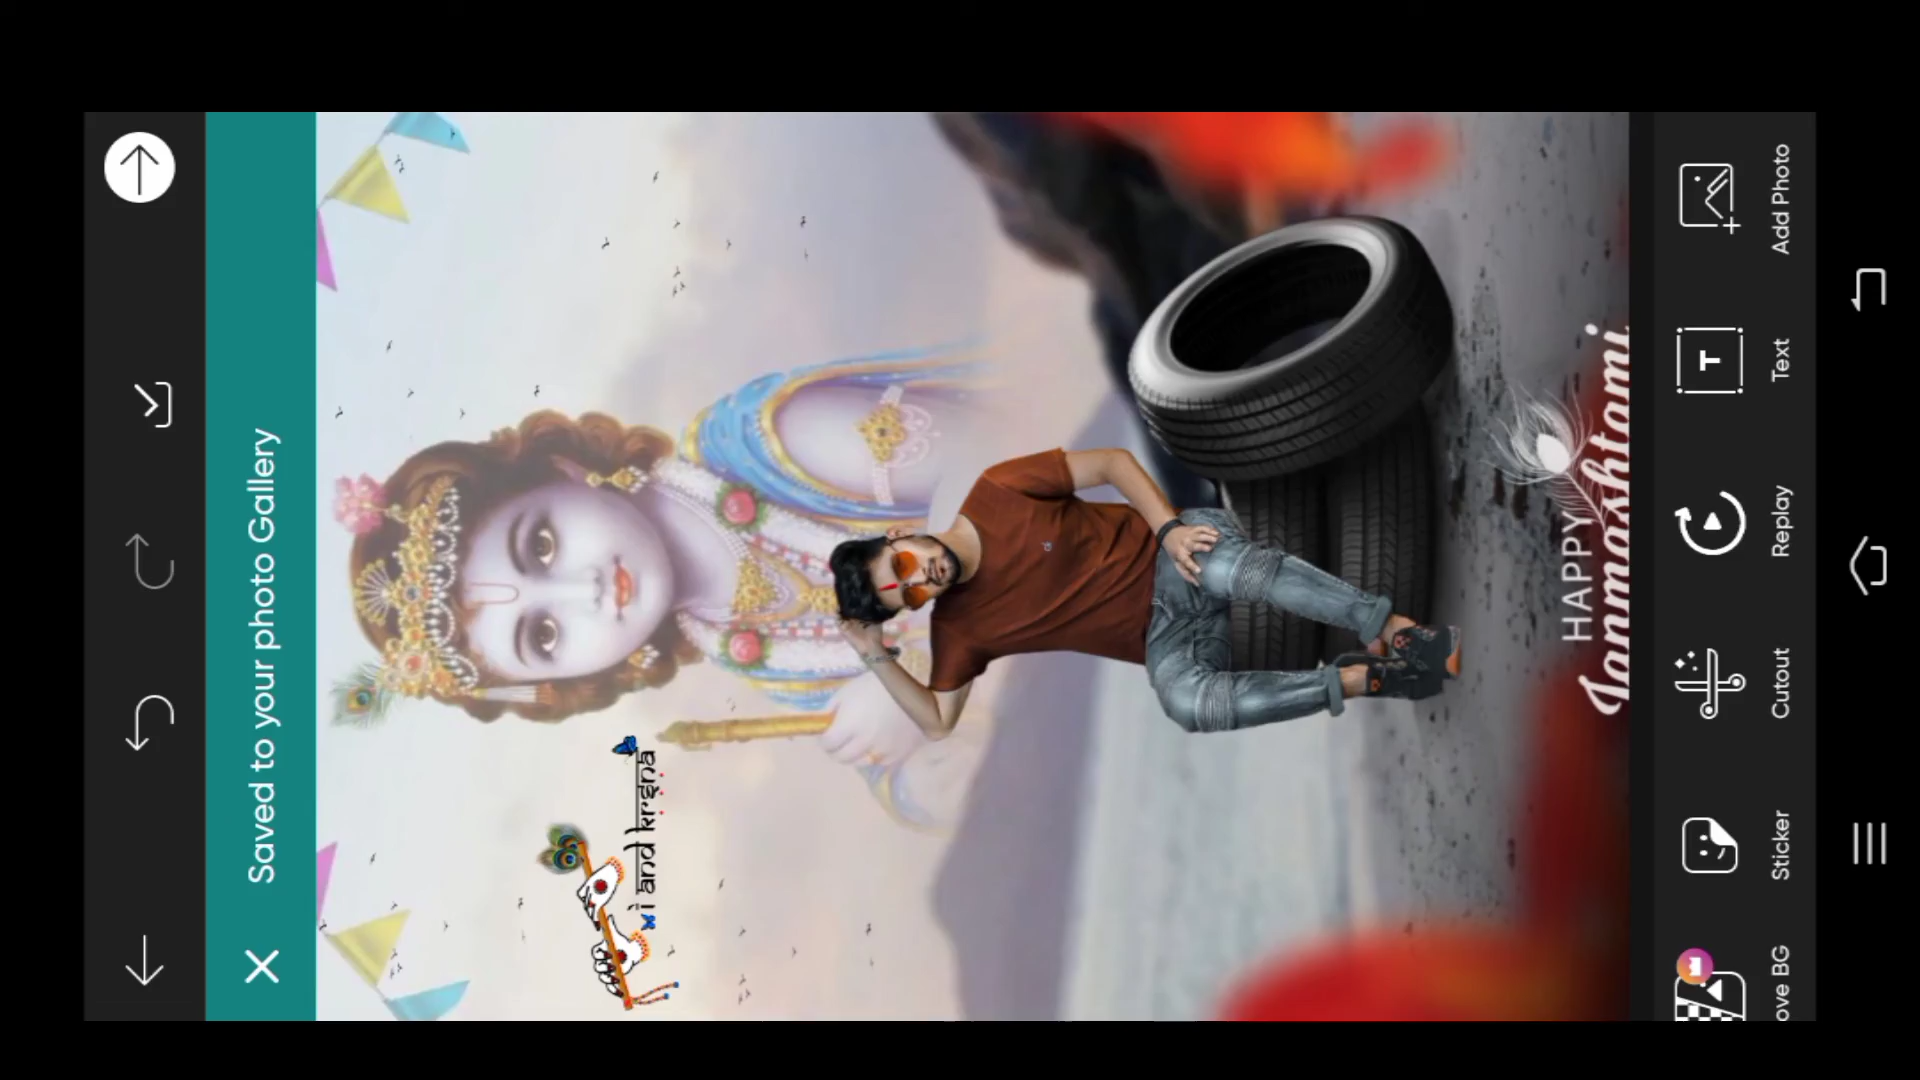 Saved to your photo Gallery
i and krsna
HAPPY
Janmashtami
ove BG
Sticker
Cutout
Replay
Text
Add Photo